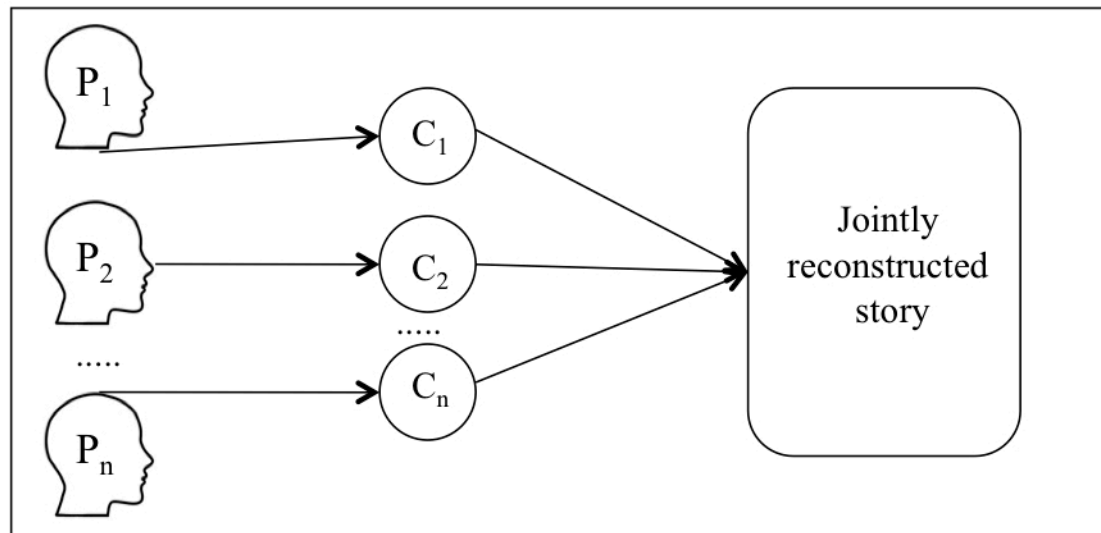 P₁
C₁
P₂
C₂
Jointly
reconstructed
story
.....
.....
Cₙ
Pₙ